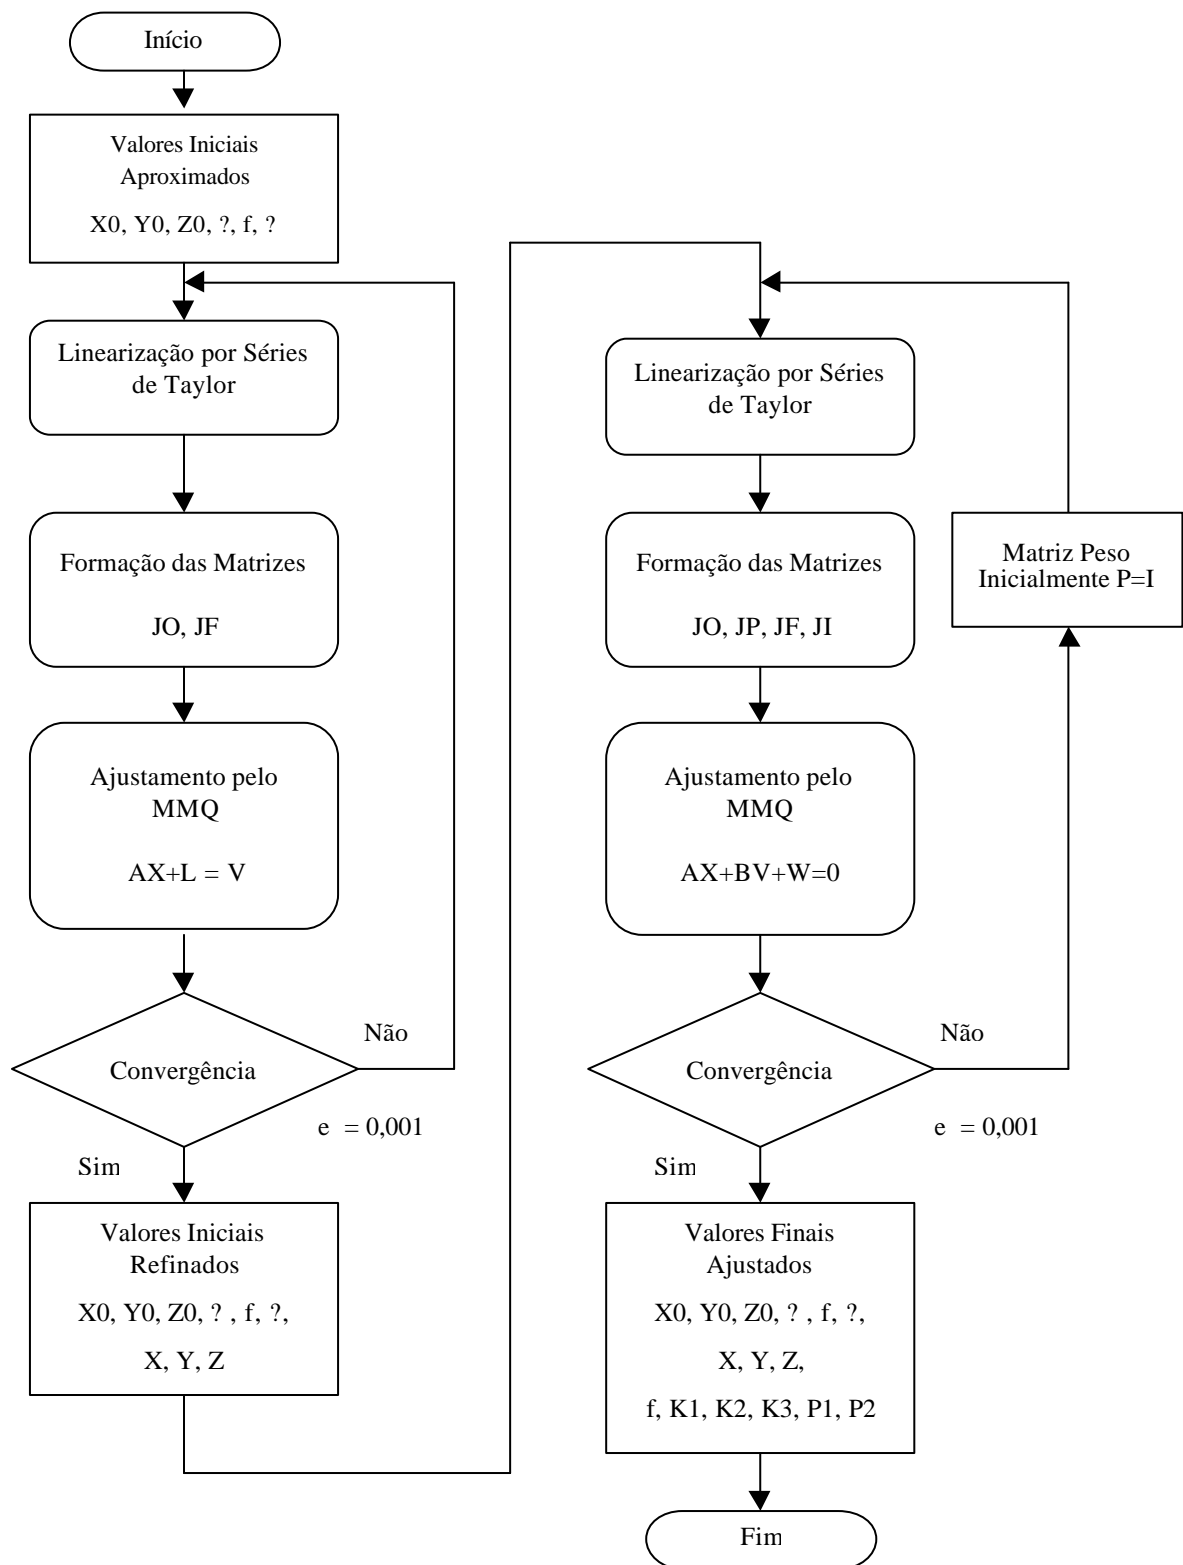 Início
Valores Iniciais
Aproximados
X0, Y0, Z0, ?, f, ?
Linearização por Séries
de Taylor
Formação das Matrizes
JO, JF
Ajustamento pelo
MMQ
AX+L = V
Convergência
Não
e = 0,001
Sim
Valores Iniciais
Refinados
X0, Y0, Z0, ? , f, ?,
X, Y, Z
Linearização por Séries
de Taylor
Formação das Matrizes
JO, JP, JF, JI
Ajustamento pelo
MMQ
AX+BV+W=0
Convergência
Não
e = 0,001
Matriz Peso
Inicialmente P=I
Sim
Valores Finais
Ajustados
X0, Y0, Z0, ? , f, ?,
X, Y, Z,
f, K1, K2, K3, P1, P2
Fim